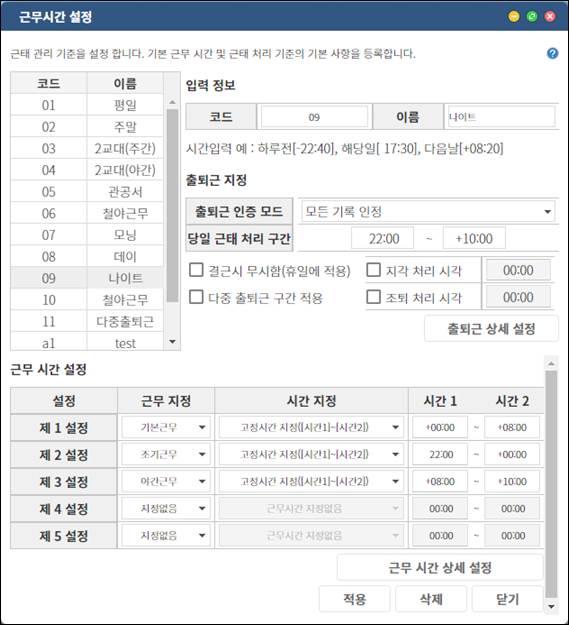 근무시간 설정
근태 관리 기준을 설정 합니다. 기본 근무 시간 및 근태 처리 기준의 기본 사항을 등록합니다.
?
코드 이름
01 평일
02 주말
03 2교대(주간)
04 2교대(야간)
05 관공서
06 철야근무
07 모닝
08 데이
09 나이트
10 철야근무
11 다중출퇴근
a1 test
입력 정보
코드 09 이름 나이트
시간입력 예 : 하루전[-22:40], 해당일[ 17:30], 다음날[+08:20]
출퇴근 지정
출퇴근 인증 모드 모든 기록 인정
당일 근태 처리 구간 22:00 ~ +10:00
결근시 무시함(휴일에 적용) 지각 처리 시각 00:00
다중 출퇴근 구간 적용 조퇴 처리 시각 00:00
출퇴근 상세 설정
근무 시간 설정
설정 근무 지정 시간 지정 시간 1 시간 2
제 1 설정 기본근무 고정시간 지정([시간1]~[시간2]) +00:00 ~ +08:00
제 2 설정 조기근무 고정시간 지정([시간1]~[시간2]) 22:00 ~ +00:00
제 3 설정 야간근무 고정시간 지정([시간1]~[시간2]) +08:00 ~ +10:00
제 4 설정 지정없음 근무시간 지정없음 00:00 ~ 00:00
제 5 설정 지정없음 근무시간 지정없음 00:00 ~ 00:00
근무 시간 상세 설정
적용 삭제 닫기